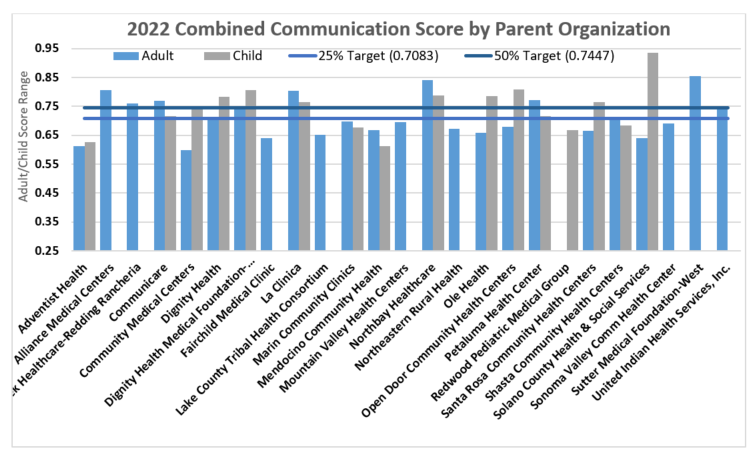 2022 Combined Communication Score by Parent Organization
Adult
Child
25% Target (0.7083)
50% Target (0.7447)
Adult/Child Score Range
0.95
0.85
0.75
0.65
0.55
0.45
0.35
0.25
Adventist Health
Alliance Medical Centers
k Healthcare-Redding Rancheria
Communicare
Community Medical Centers
Dignity Health
Dignity Health Medical Foundation-...
Fairchild Medical Clinic
La Clinica
Lake County Tribal Health Consortium
Marin Community Clinics
Mendocino Community Health
Mountain Valley Health Centers
Northbay Healthcare
Northeastern Rural Health
Ole Health
Open Door Community Health Centers
Petaluma Health Center
Redwood Pediatric Medical Group
Santa Rosa Community Health Centers
Shasta Community Health Centers
Solano County Health & Social Services
Sonoma Valley Comm Health Center
Sutter Medical Foundation-West
United Indian Health Services, Inc.